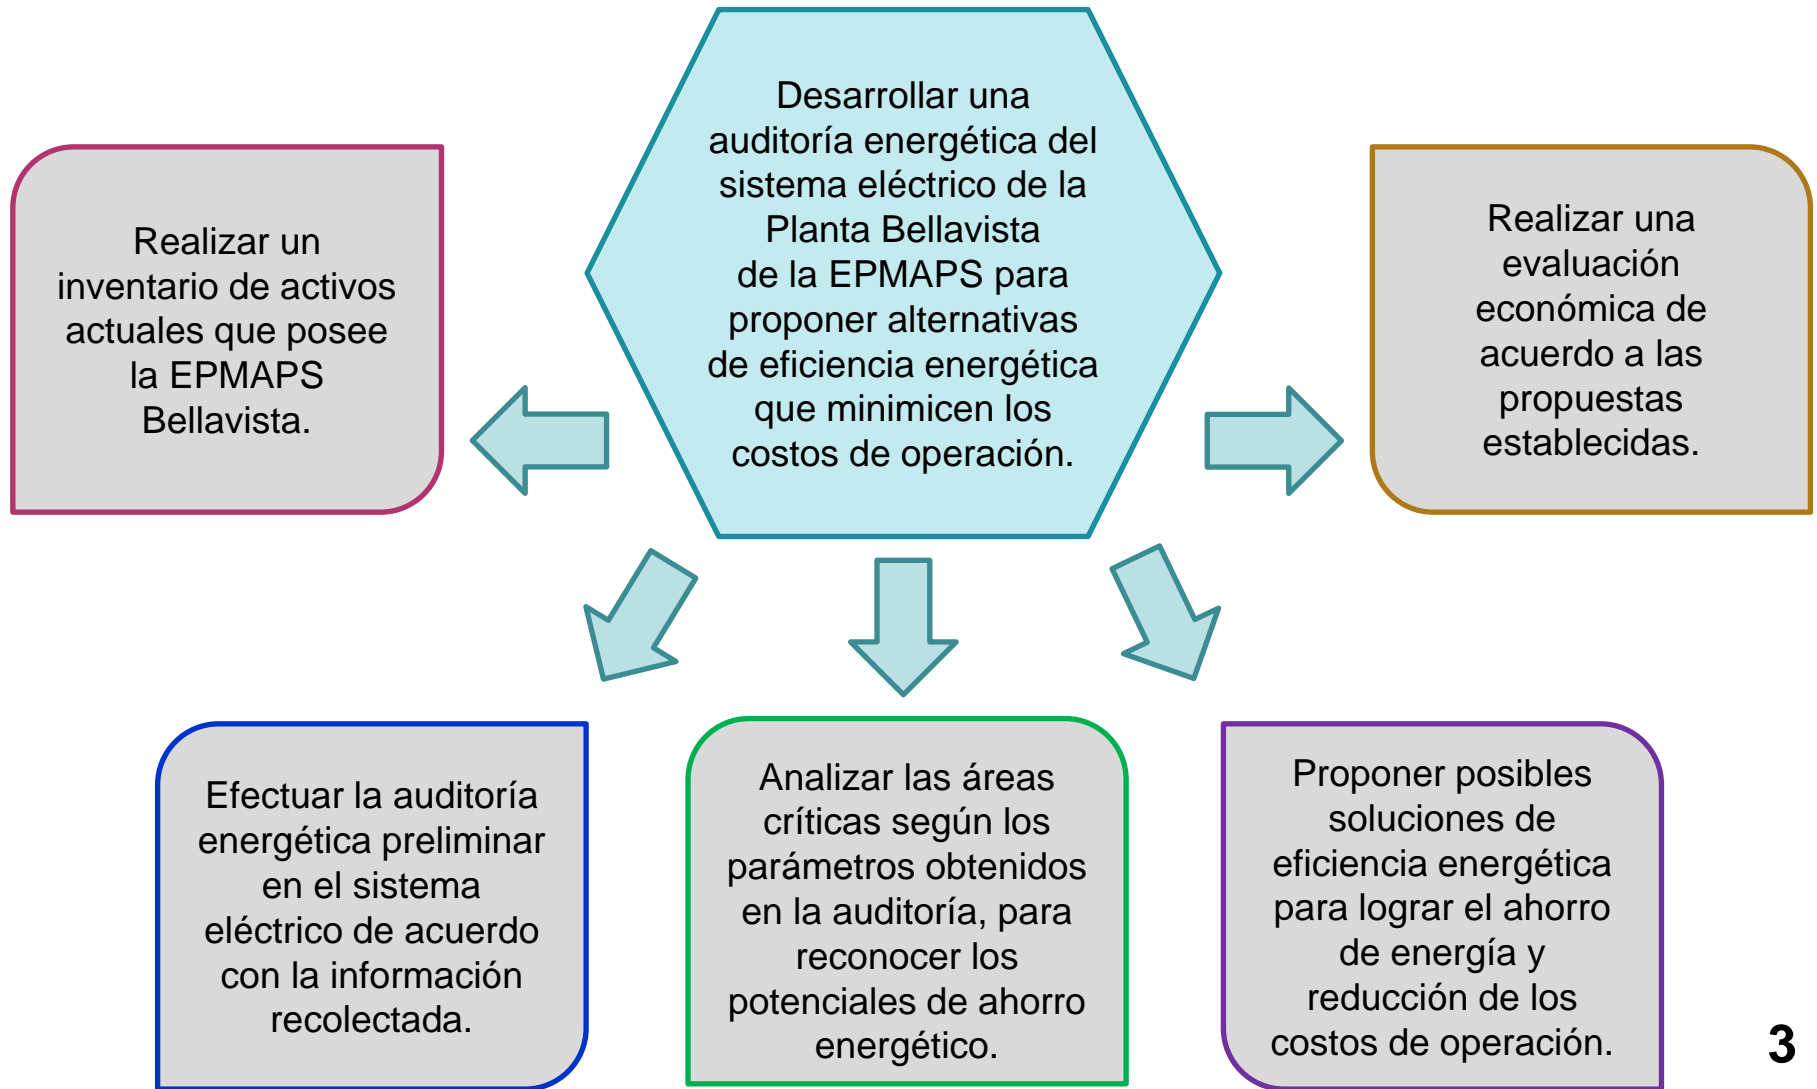 Desarrollar una
auditoría energética del
sistema eléctrico de la
Planta Bellavista
de la EPMAPS para
proponer alternativas
de eficiencia energética
que minimicen los
costos de operación.
Realizar un
inventario de activos
actuales que posee
la EPMAPS
Bellavista.
Efectuar la auditoría
energética preliminar
en el sistema
eléctrico de acuerdo
con la información
recolectada.
Analizar las áreas
críticas según los
parámetros obtenidos
en la auditoría, para
reconocer los
potenciales de ahorro
energético.
Proponer posibles
soluciones de
eficiencia energética
para lograr el ahorro
de energía y
reducción de los
costos de operación.
Realizar una
evaluación
económica de
acuerdo a las
propuestas
establecidas.
3